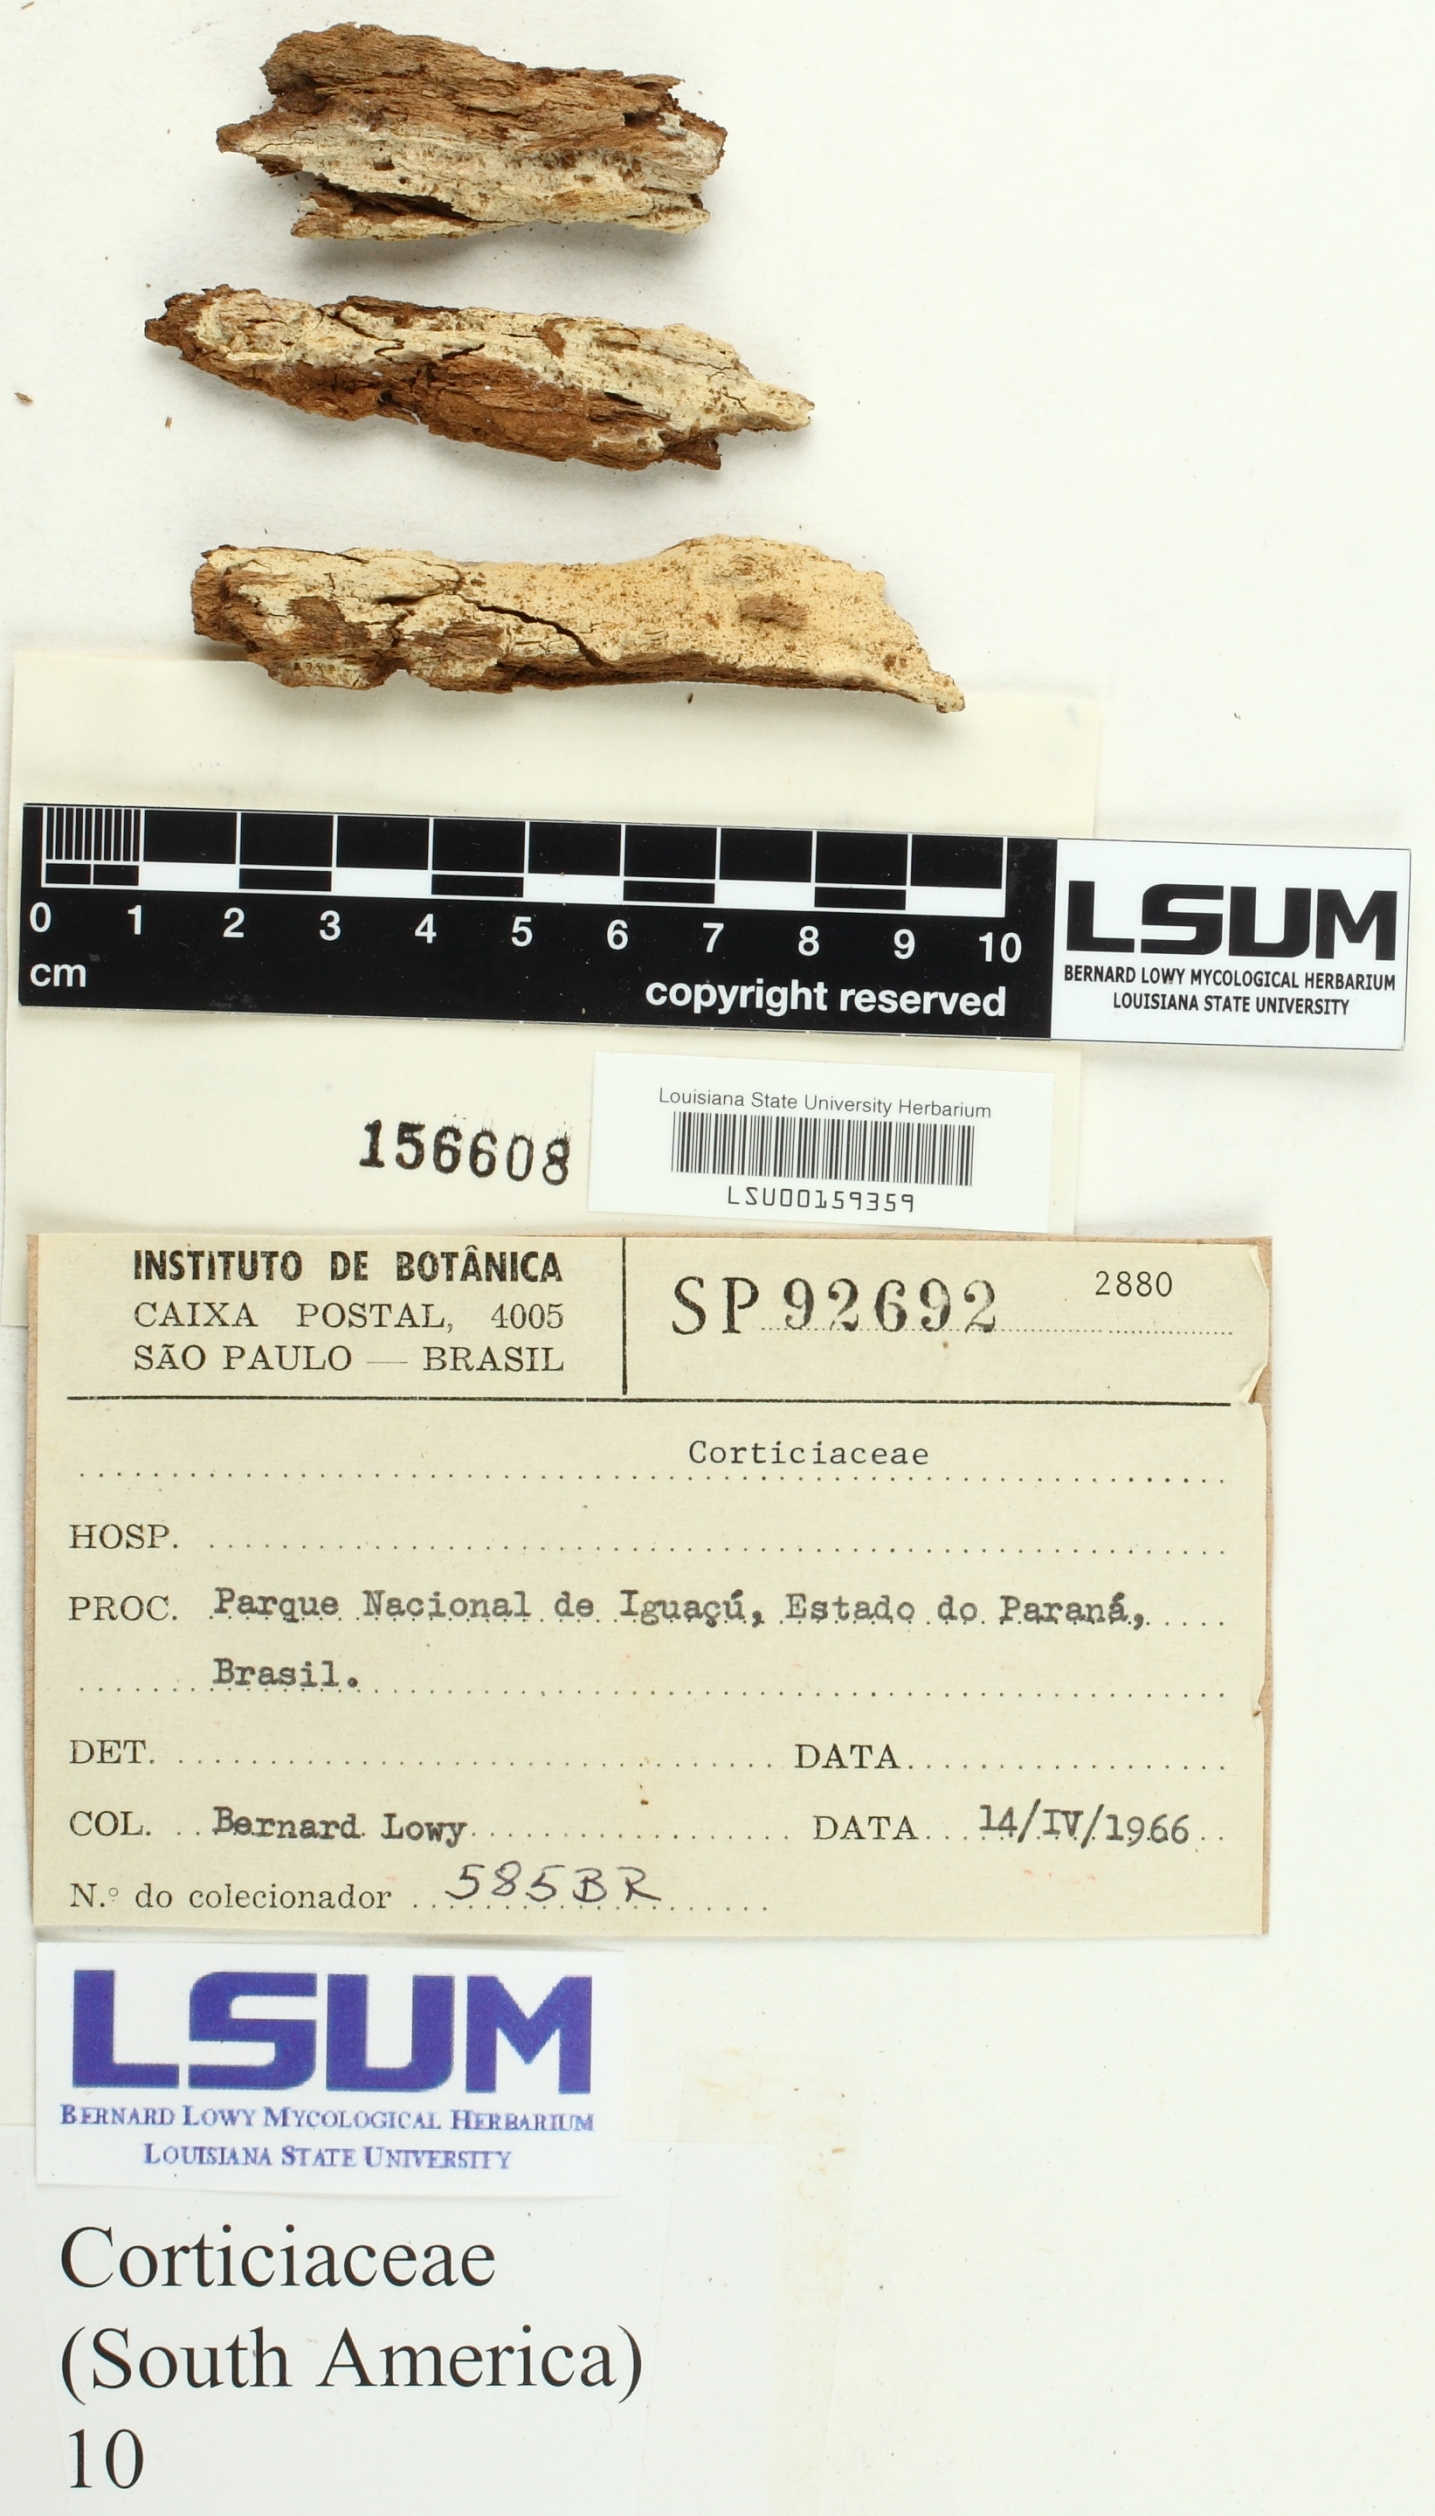 0 1 2 3 4 5 6 7 8 9 10
cm
copyright reserved
LSUM
BERNARD LOWY MYCOLOGICAL HERBARIUM
LOUISIANA STATE UNIVERSITY
156608
Louisiana State University Herbarium
LSU00159359
INSTITUTO DE BOTÂNICA
CAIXA POSTAL, 4005
SÃO PAULO — BRASIL
SP 92692 2880
Corticiaceae
HOSP.
PROC. Parque Nacional de Iguaçú, Estado do Paraná,
Brasil.
DET. DATA
COL. Bernard Lowy DATA 14/IV/1966
N.º do colecionador 585BR
LSUM
BERNARD LOWY MYCOLOGICAL HERBARIUM
LOUISIANA STATE UNIVERSITY
Corticiaceae
(South America)
10